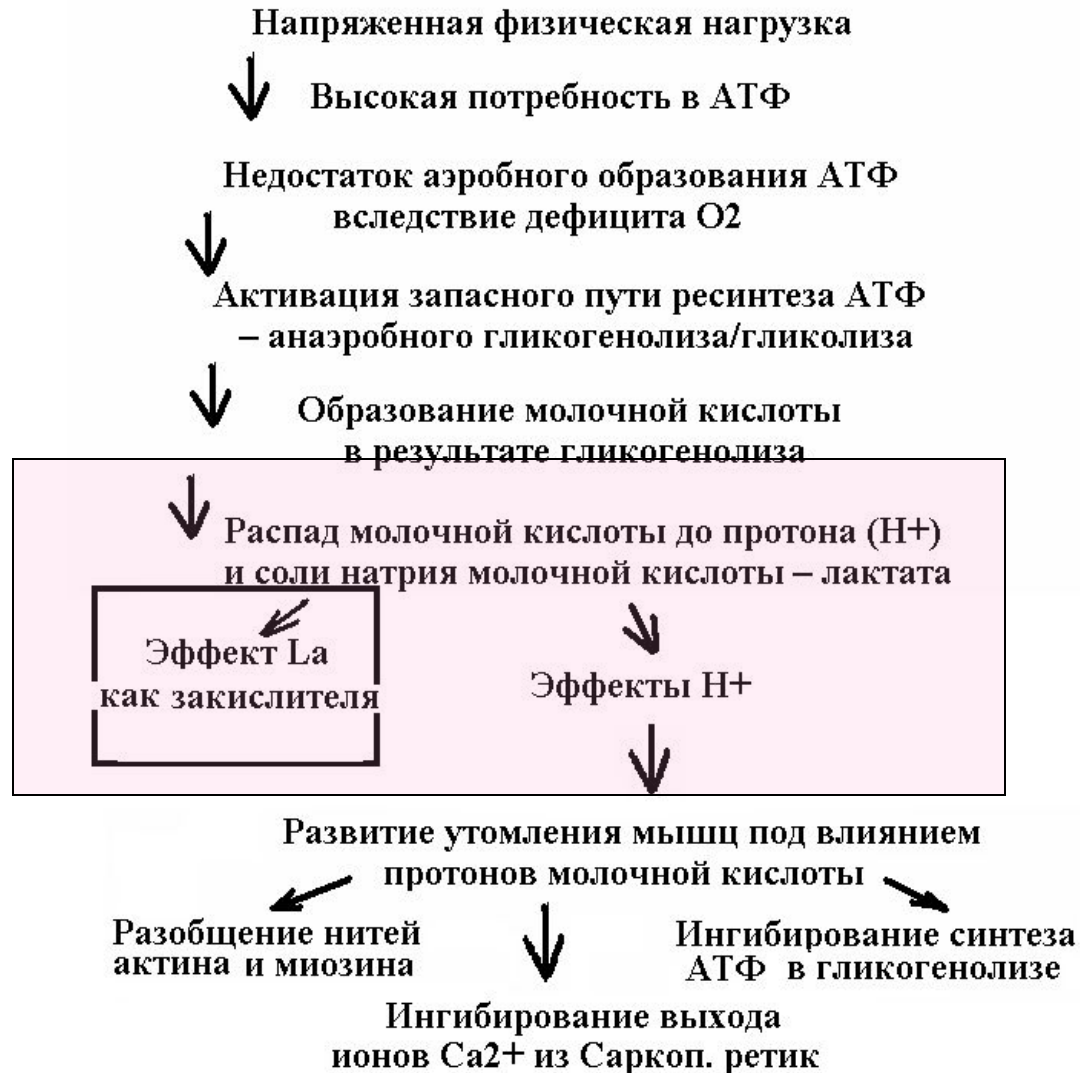 Напряженная физическая нагрузка
Высокая потребность в АТФ
Недостаток аэробного образования АТФ
вследствие дефицита О2
Активация запасного пути ресинтеза АТФ
– анаэробного гликогенолиза/гликолиза
Образование молочной кислоты
в результате гликогенолиза
Распад молочной кислоты до протона (Н+)
и соли натрия молочной кислоты – лактата
Эффект La
как закислителя
Эффекты Н+
Развитие утомления мышц под влиянием
протонов молочной кислоты
Разобщение нитей
актина и миозина
Ингибирование выхода
ионов Са2+ из Саркоп. ретик
Ингибирование синтеза
АТФ в гликогенолизе